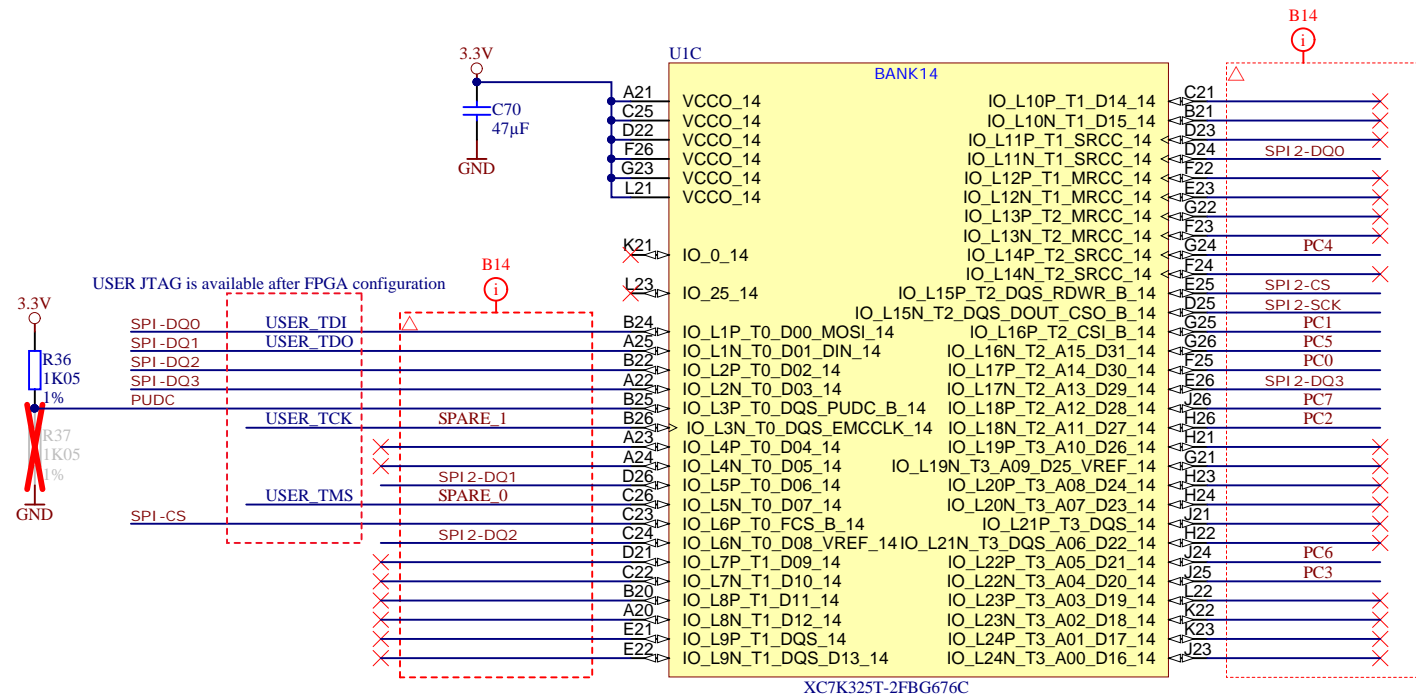 B14
i
3.3V
U1C
BANK14
C70
47µF
GND
A21 VCCO_14 IO_L10P_T1_D14_14 C21
C25 VCCO_14 IO_L10N_T1_D15_14 B21
D22 VCCO_14 IO_L11P_T1_SRCC_14 D23
F26 VCCO_14 IO_L11N_T1_SRCC_14 D24 SPI2-DQ0
G23 VCCO_14 IO_L12P_T1_MRCC_14 F22
L21 VCCO_14 IO_L12N_T1_MRCC_14 E23
IO_L13P_T2_MRCC_14 G22
IO_L13N_T2_MRCC_14 F23
K21 IO_0_14 IO_L14P_T2_SRCC_14 G24 PC4
IO_L14N_T2_SRCC_14 F24
B14
i
USER JTAG is available after FPGA configuration
L23 IO_25_14 IO_L15P_T2_DQS_RDWR_B_14 E25 SPI2-CS
3.3V
IO_L15N_T2_DQS_DOUT_CSO_B_14 D25 SPI2-SCK
SPI-DQ0 USER_TDI B24 IO_L1P_T0_D00_MOSI_14 IO_L16P_T2_CSI_B_14 G25 PC1
SPI-DQ1 USER_TDO A25 IO_L1N_T0_D01_DIN_14 IO_L16N_T2_A15_D31_14 G26 PC5
SPI-DQ2 B22 IO_L2P_T0_D02_14 IO_L17P_T2_A14_D30_14 F25 PC0
SPI-DQ3 A22 IO_L2N_T0_D03_14 IO_L17N_T2_A13_D29_14 E26 SPI2-DQ3
R36
1K05
1%
PUDC B25 IO_L3P_T0_DQS_PUDC_B_14 IO_L18P_T2_A12_D28_14 J26 PC7
USER_TCK SPARE_1 B26 IO_L3N_T0_DQS_EMCCLK_14 IO_L18N_T2_A11_D27_14 H26 PC2
R37
1K05
1%
A23 IO_L4P_T0_D04_14 IO_L19P_T3_A10_D26_14 H21
A24 IO_L4N_T0_D05_14 IO_L19N_T3_A09_D25_VREF_14 G21
SPI2-DQ1 D26 IO_L5P_T0_D06_14 IO_L20P_T3_A08_D24_14 H23
USER_TMS SPARE_0 C26 IO_L5N_T0_D07_14 IO_L20N_T3_A07_D23_14 H24
GND
SPI-CS C23 IO_L6P_T0_FCS_B_14 IO_L21P_T3_DQS_14 J21
SPI2-DQ2 C24 IO_L6N_T0_D08_VREF_14 IO_L21N_T3_DQS_A06_D22_14 H22
D21 IO_L7P_T1_D09_14 IO_L22P_T3_A05_D21_14 J24 PC6
C22 IO_L7N_T1_D10_14 IO_L22N_T3_A04_D20_14 J25 PC3
B20 IO_L8P_T1_D11_14 IO_L23P_T3_A03_D19_14 L22
A20 IO_L8N_T1_D12_14 IO_L23N_T3_A02_D18_14 K22
E21 IO_L9P_T1_DQS_14 IO_L24P_T3_A01_D17_14 K23
E22 IO_L9N_T1_DQS_D13_14 IO_L24N_T3_A00_D16_14 J23
XC7K325T-2FBG676C